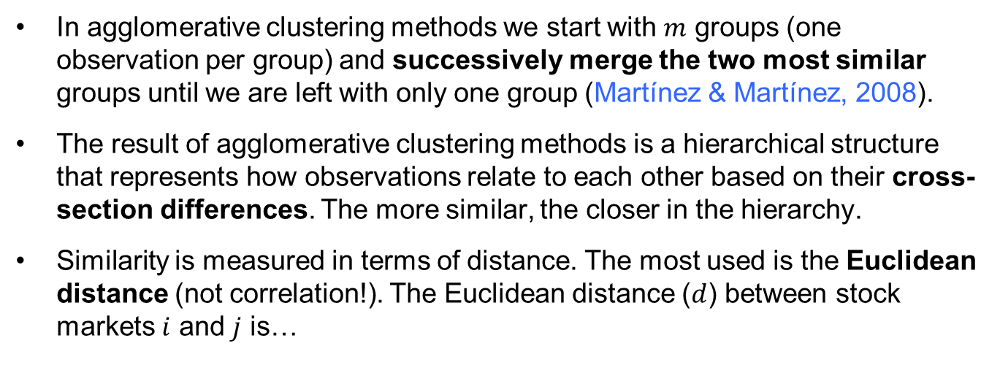 • In agglomerative clustering methods we start with m groups (one
observation per group) and successively merge the two most similar
groups until we are left with only one group (Martínez & Martínez, 2008).
• The result of agglomerative clustering methods is a hierarchical structure
that represents how observations relate to each other based on their cross-
section differences. The more similar, the closer in the hierarchy.
• Similarity is measured in terms of distance. The most used is the Euclidean
distance (not correlation!). The Euclidean distance (d) between stock
markets i and j is…